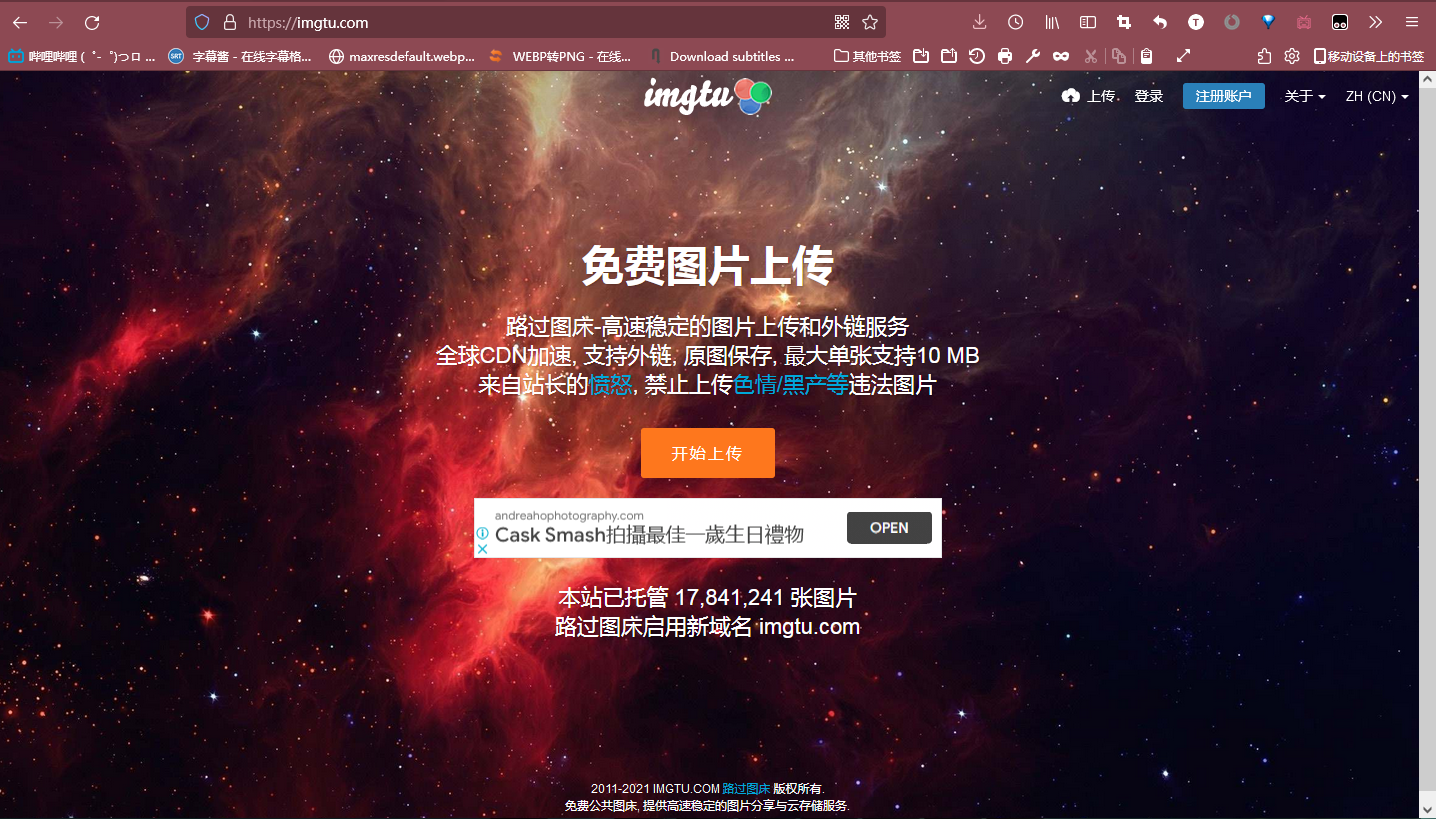 https://imgtu.com
哔哩哔哩 (゜-゜)つロ ...
字幕酱 - 在线字幕格...
maxresdefault.webp...
WEBP转PNG - 在线...
Download subtitles ...
其他书签
移动设备上的书签
imgtu
上传
登录
注册账户
关于
ZH (CN)
免费图片上传
路过图床-高速稳定的图片上传和外链服务
全球CDN加速, 支持外链, 原图保存, 最大单张支持10 MB
来自站长的愤怒, 禁止上传色情/黑产等违法图片
开始上传
andreahophotography.com
Cask Smash拍攝最佳一歲生日禮物
OPEN
本站已托管 17,841,241 张图片
路过图床启用新域名 imgtu.com
2011-2021 IMGTU.COM 路过图床 版权所有.
免费公共图床, 提供高速稳定的图片分享与云存储服务.